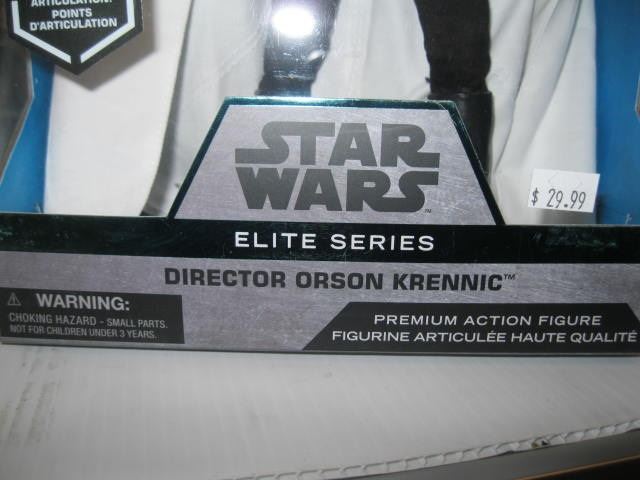 ARTICULATION.
POINTS
D'ARTICULATION
STAR
WARS™
$ 29.99
ELITE SERIES
DIRECTOR ORSON KRENNIC™
⚠ WARNING:
CHOKING HAZARD - SMALL PARTS.
NOT FOR CHILDREN UNDER 3 YEARS.
PREMIUM ACTION FIGURE
FIGURINE ARTICULÉE HAUTE QUALITÉ